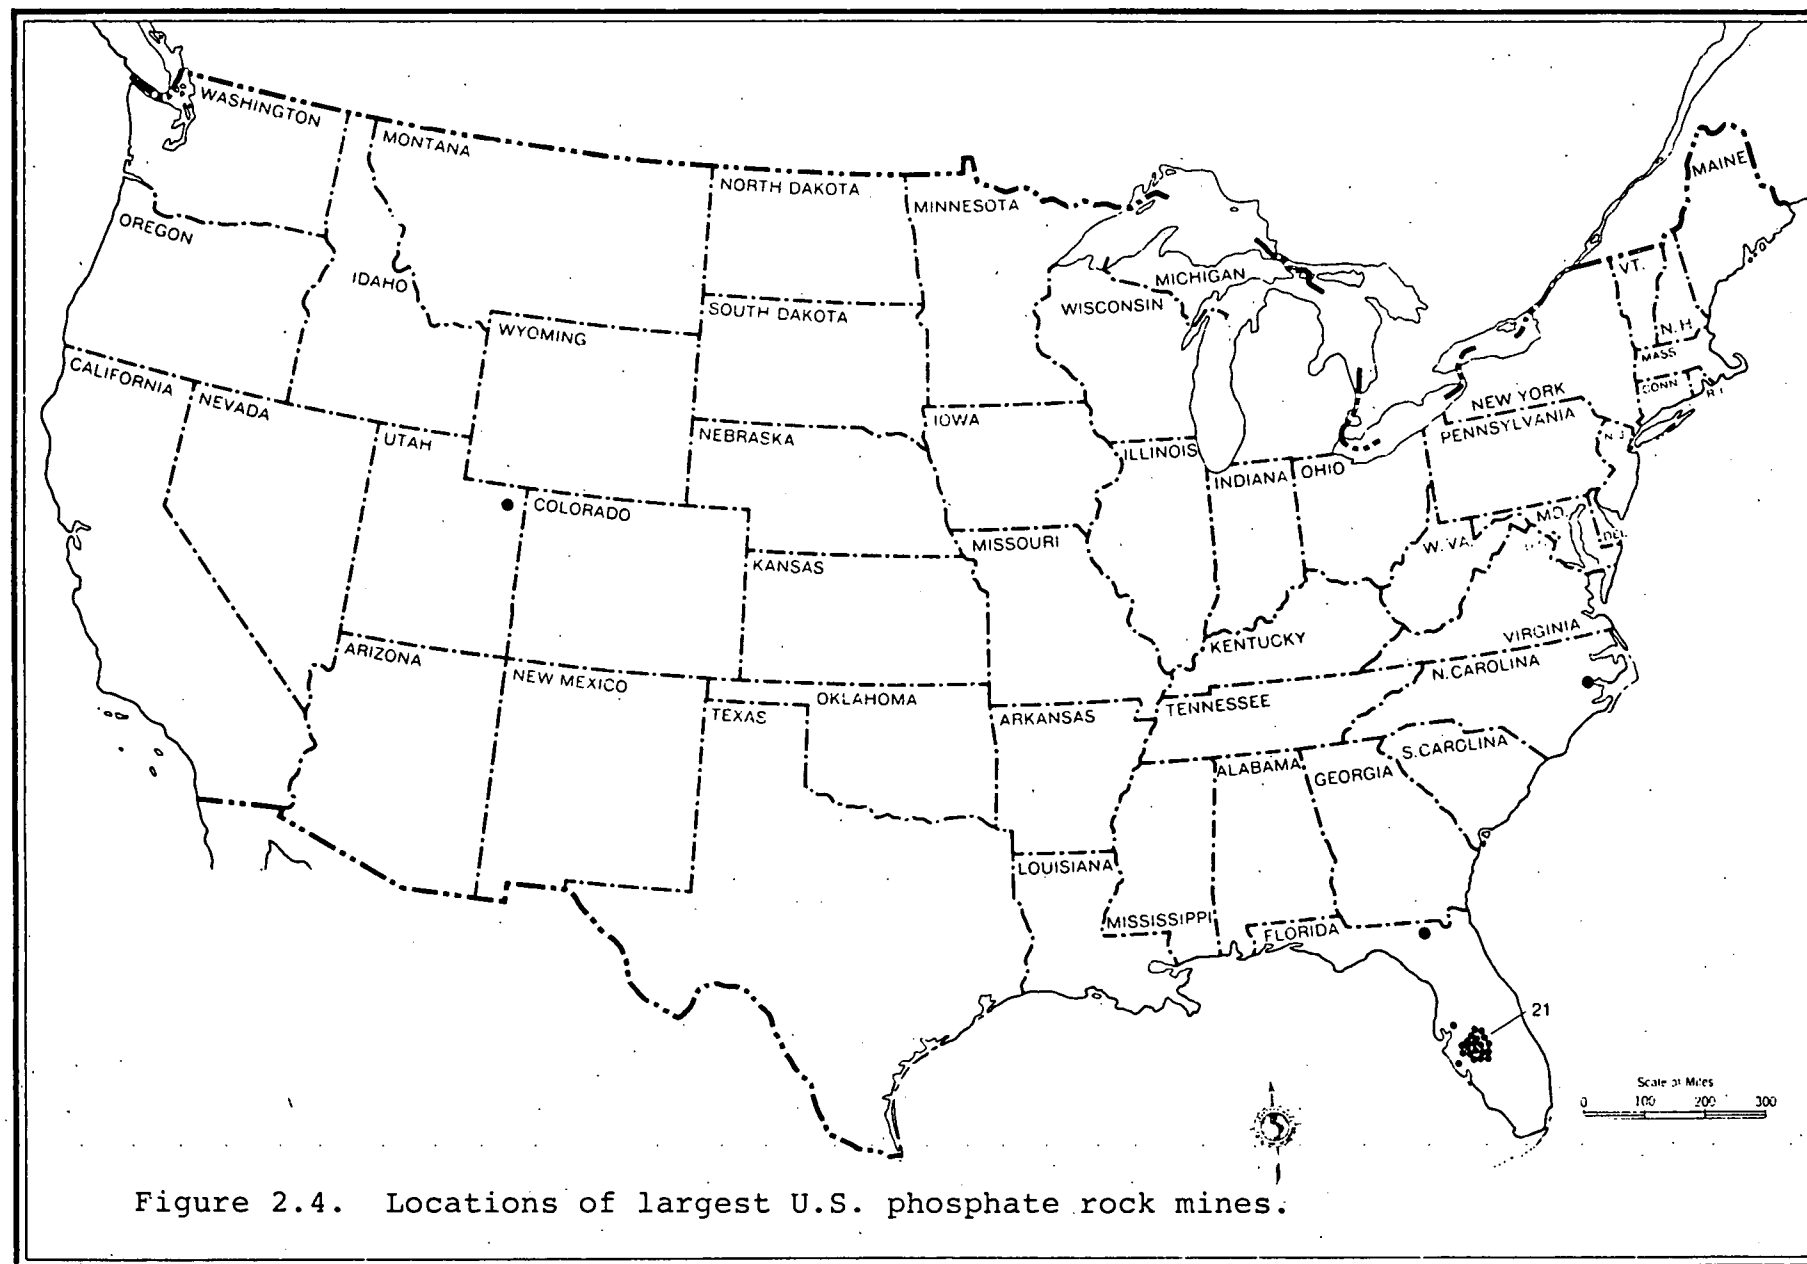 WASHINGTON
MONTANA
NORTH DAKOTA
MINNESOTA
MAINE
OREGON
IDAHO
VT.
MICHIGAN
WISCONSIN
SOUTH DAKOTA
WYOMING
N.H.
MASS
CALIFORNIA
NEVADA
CONN
R.I.
NEW YORK
PENNSYLVANIA
UTAH
NEBRASKA
IOWA
ILLINOIS
N.J.
INDIANA
OHIO
COLORADO
MD.
DEL.
W. VA.
MISSOURI
KANSAS
KENTUCKY
VIRGINIA
ARIZONA
NEW MEXICO
N. CAROLINA
OKLAHOMA
TEXAS
ARKANSAS
TENNESSEE
S. CAROLINA
ALABAMA
GEORGIA
LOUISIANA
MISSISSIPPI
FLORIDA
21
Scale of Miles
0 100 200 300
Figure 2.4. Locations of largest U.S. phosphate rock mines.